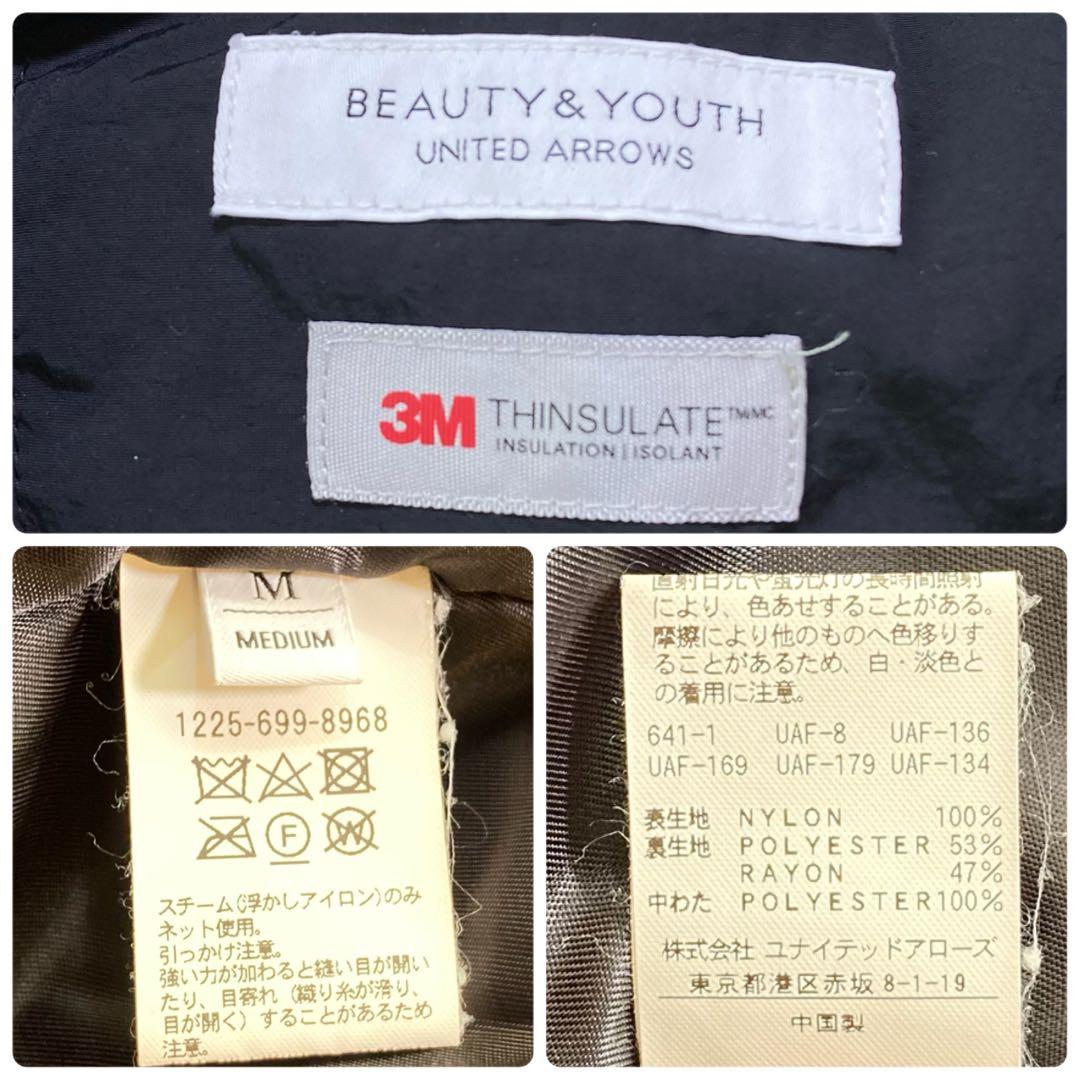 BEAUTY&YOUTH
UNITED ARROWS
3M THINSULATE™/MC
INSULATION | ISOLANT
M
MEDIUM
1225-699-8968
F
W
スチーム(浮かしアイロン)のみ
ネット使用。
引っかけ注意。
強い力が加わると縫い目が開い
たり、目寄れ(織り糸が滑り、
目が開く)することがあるため
注意。
直射日光や蛍光灯の長時間照射
により、色あせすることがある。
摩擦により他のものへ色移りす
ることがあるため、白・淡色と
の着用に注意。
641-1 UAF-8 UAF-136
UAF-169 UAF-179 UAF-134
表生地 NYLON 100%
裏生地 POLYESTER 53%
RAYON 47%
中わた POLYESTER100%
株式会社 ユナイテッドアローズ
東京都港区赤坂 8-1-19
中国製